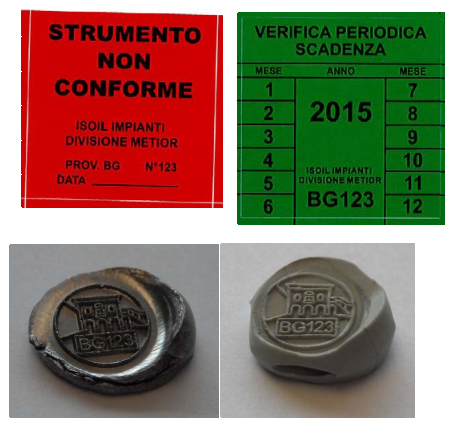 STRUMENTO
NON
CONFORME
ISOIL IMPIANTI
DIVISIONE METIOR
PROV. BG N°123
DATA
VERIFICA PERIODICA
SCADENZA
MESE ANNO MESE
1 7
2 2015 8
3 9
4 10
ISOIL IMPIANTI
DIVISIONE METIOR
5 11
BG123
6 12
BG123
BG123